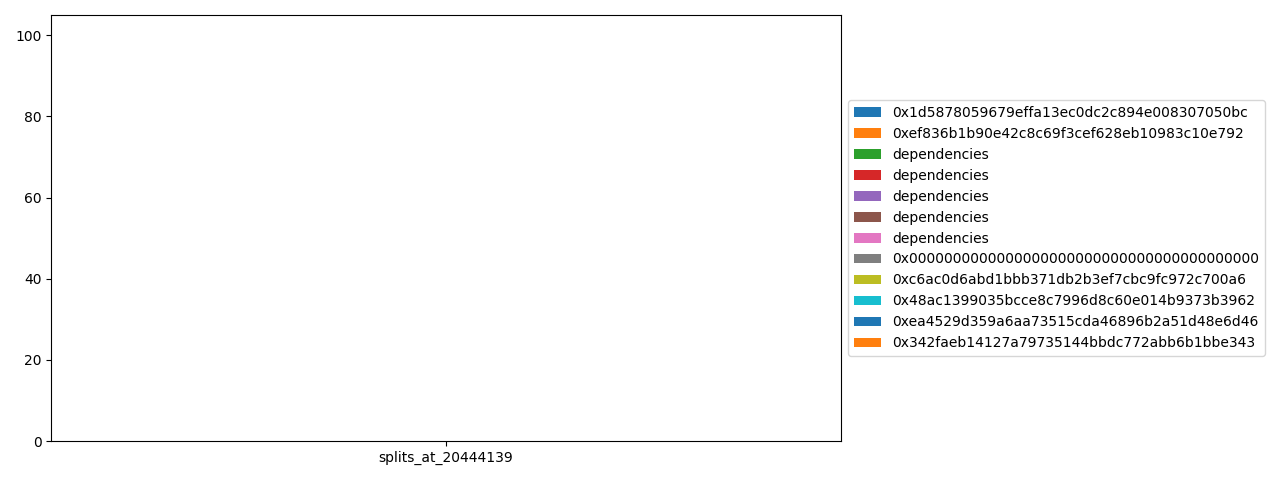 100
80
60
40
20
0
splits_at_20444139
0x1d5878059679effa13ec0dc2c894e008307050bc
0xef836b1b90e42c8c69f3cef628eb10983c10e792
dependencies
dependencies
dependencies
dependencies
dependencies
0x0000000000000000000000000000000000000000
0xc6ac0d6abd1bbb371db2b3ef7cbc9fc972c700a6
0x48ac1399035bcce8c7996d8c60e014b9373b3962
0xea4529d359a6aa73515cda46896b2a51d48e6d46
0x342faeb14127a79735144bbdc772abb6b1bbe343